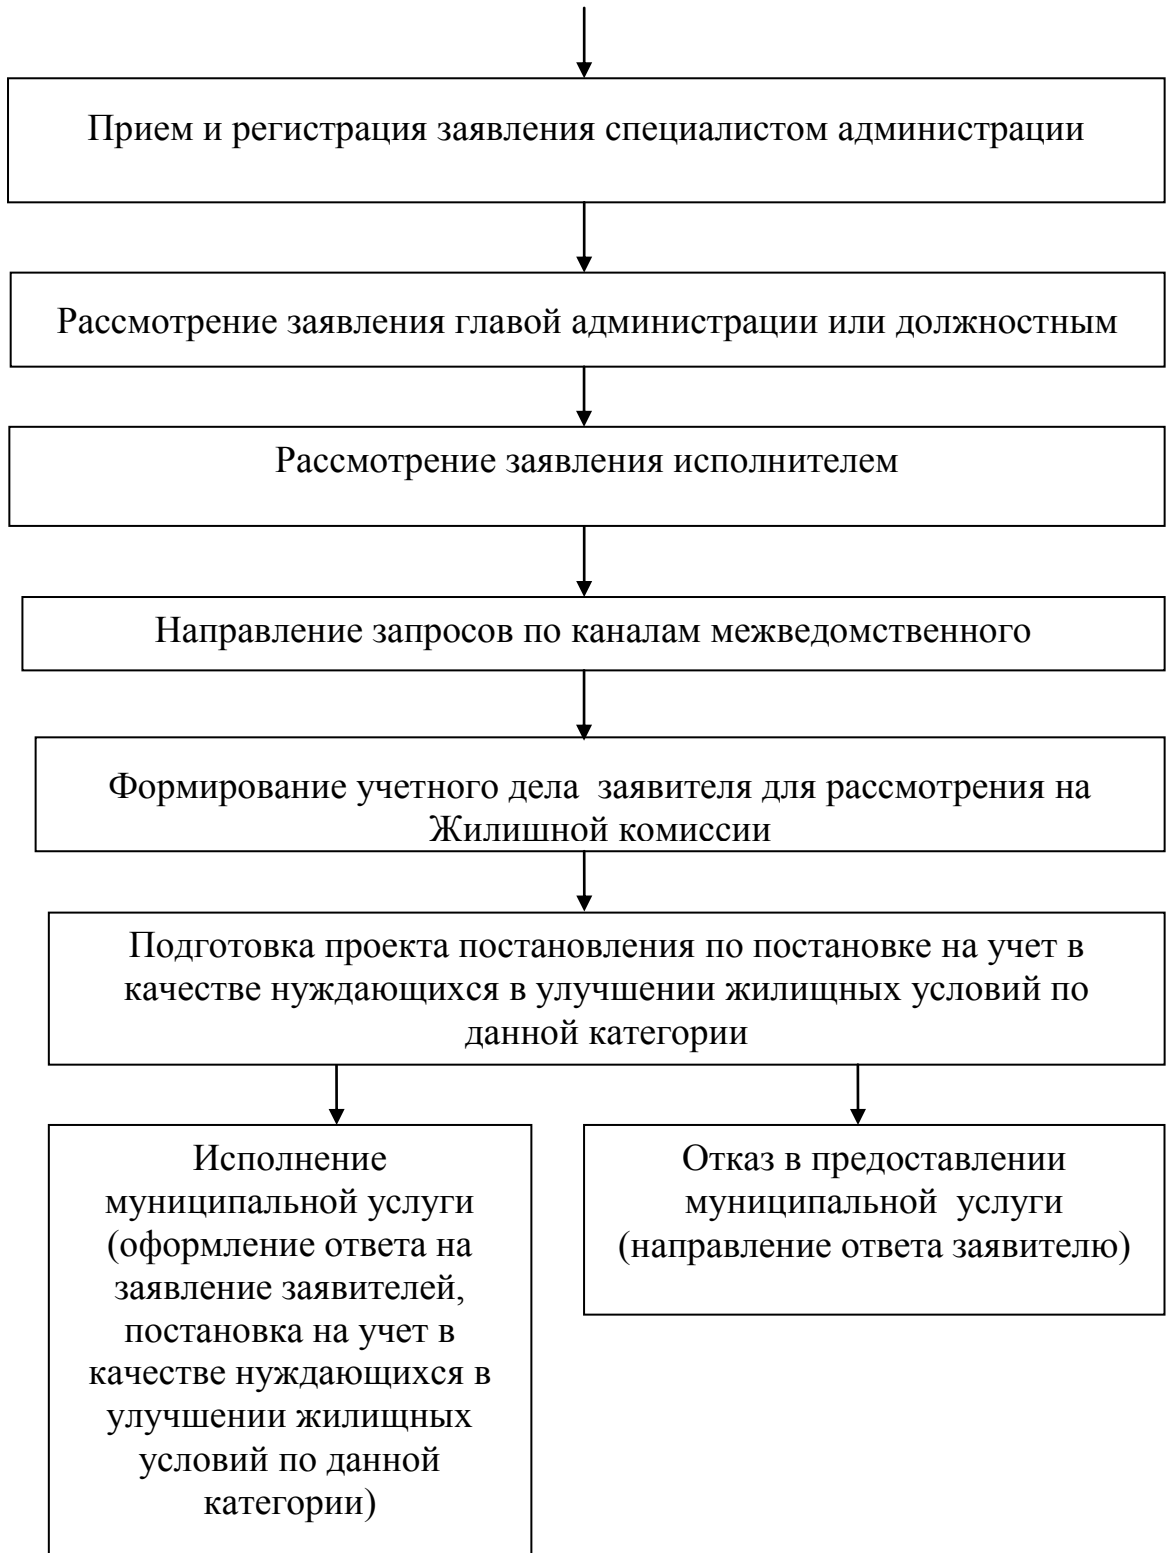 Прием и регистрация заявления специалистом администрации
Рассмотрение заявления главой администрации или должностным
Рассмотрение заявления исполнителем
Направление запросов по каналам межведомственного
Формирование учетного дела  заявителя для рассмотрения на
Жилишной комиссии
Подготовка проекта постановления по постановке на учет в
качестве нуждающихся в улучшении жилищных условий по
данной категории
Исполнение
муниципальной услуги
(оформление ответа на
заявление заявителей,
постановка на учет в
качестве нуждающихся в
улучшении жилищных
условий по данной
категории)
Отказ в предоставлении
муниципальной  услуги
(направление ответа заявителю)